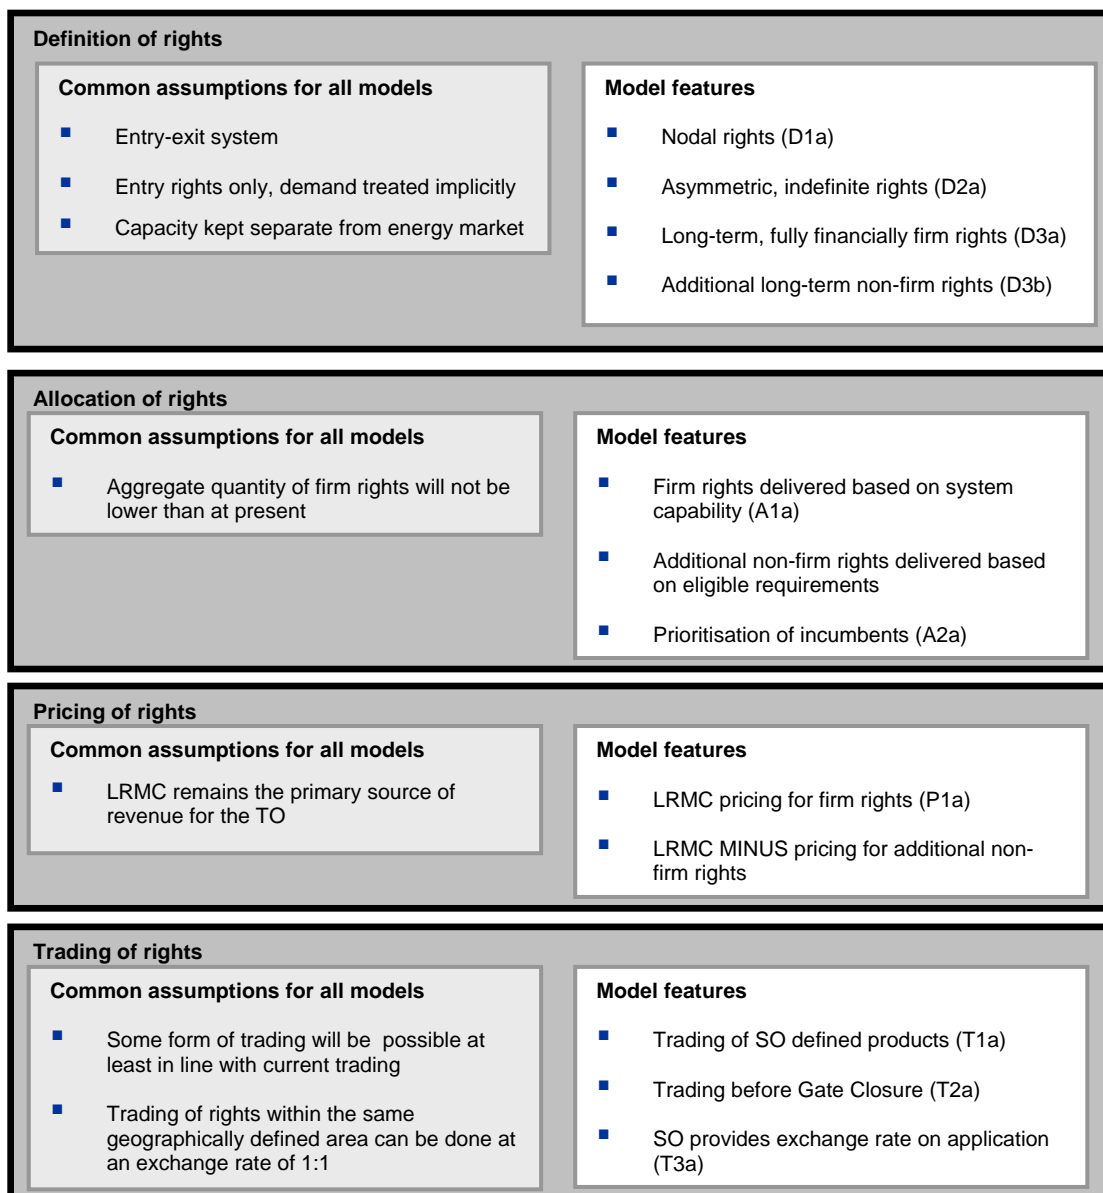 Definition of rights
Common assumptions for all models
Entry-exit system
Entry rights only, demand treated implicitly
Capacity kept separate from energy market
Model features
Nodal rights (D1a)
Asymmetric, indefinite rights (D2a)
Long-term, fully financially firm rights (D3a)
Additional long-term non-firm rights (D3b)
Allocation of rights
Common assumptions for all models
Aggregate quantity of firm rights will not be
lower than at present
Model features
Firm rights delivered based on system
capability (A1a)
Additional non-firm rights delivered based
on eligible requirements
Prioritisation of incumbents (A2a)
Pricing of rights
Common assumptions for all models
LRMC remains the primary source of
revenue for the TO
Model features
LRMC pricing for firm rights (P1a)
LRMC MINUS pricing for additional non-
firm rights
Trading of rights
Common assumptions for all models
Some form of trading will be possible at
least in line with current trading
Trading of rights within the same
geographically defined area can be done at
an exchange rate of 1:1
Model features
Trading of SO defined products (T1a)
Trading before Gate Closure (T2a)
SO provides exchange rate on application
(T3a)